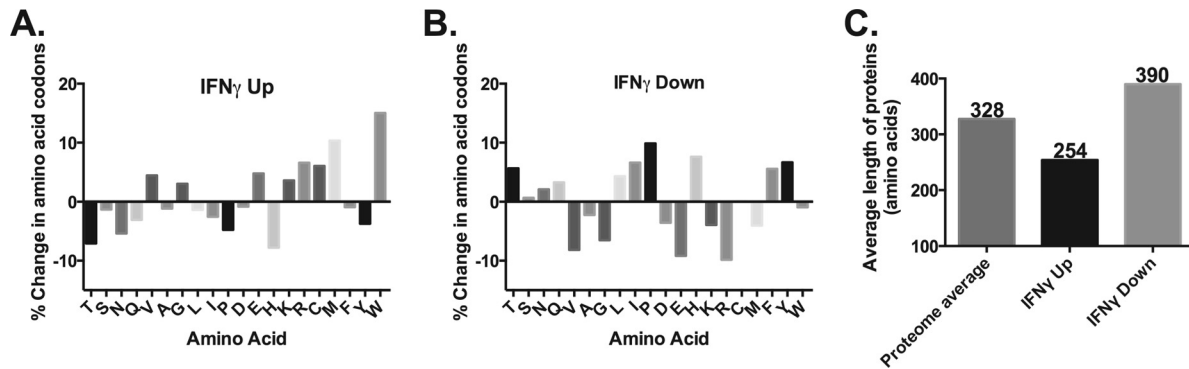 A.
% Change in amino acid codons
IFNγ Up
20
10
0
-10
T S N Q V A G L I P D E H K R C M F Y W
Amino Acid
B.
% Change in amino acid codons
IFNγ Down
20
10
0
-10
T S N Q V A G L I P D E H K R C M F Y W
Amino Acid
C.
Average length of proteins
(amino acids)
400
300
200
100
328
254
390
Proteome average
IFNγ Up
IFNγ Down